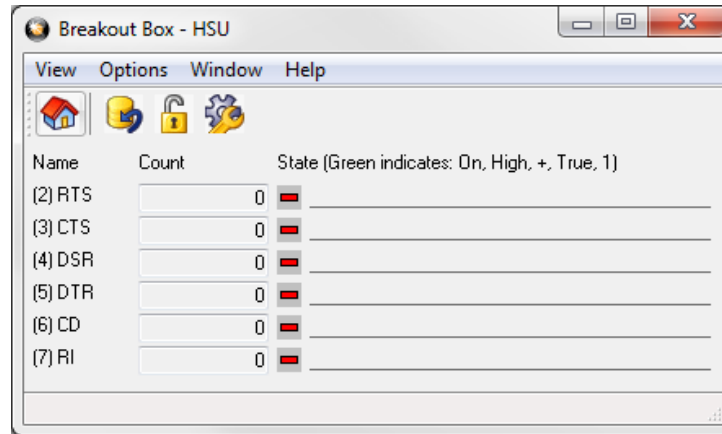 Breakout Box - HSU
View Options Window Help
Name Count State (Green indicates: On, High, +, True, 1)
(2) RTS 0
(3) CTS 0
(4) DSR 0
(5) DTR 0
(6) CD 0
(7) RI 0